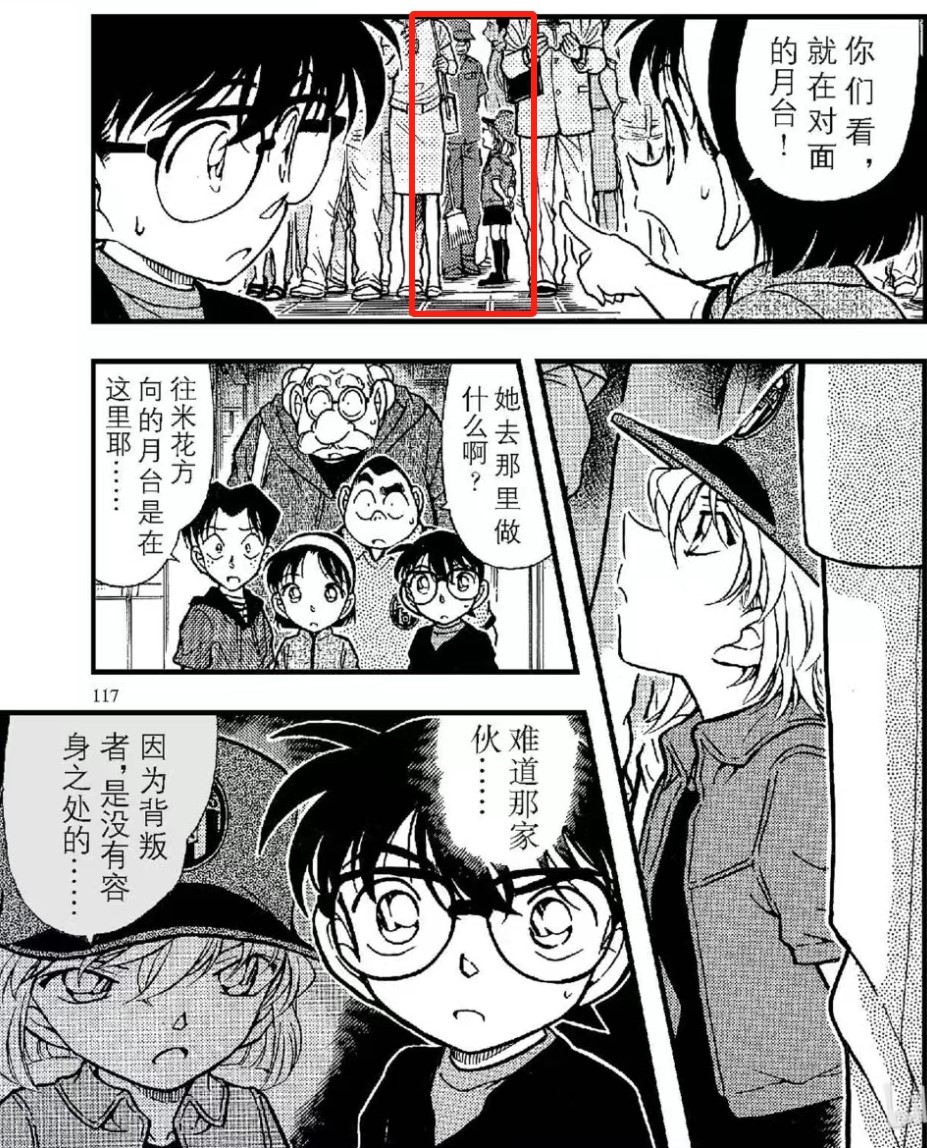 你们看，
就在对面
的月台！
她去那里做
什么啊？
往米花方
向的月台是在
这里耶……
117
难道那家
伙……
因为背叛
者，是没有容
身之处的……